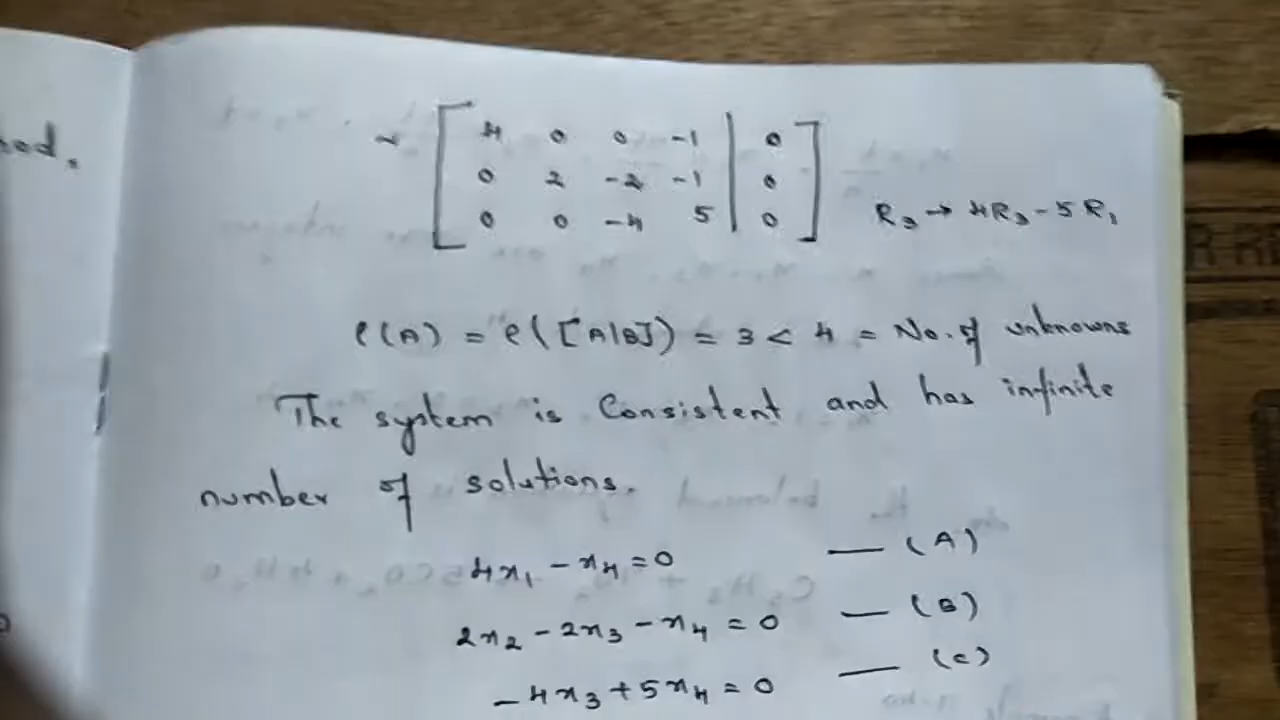 hod.
~ [ 4 0 0 -1 | 0 ]
0 2 -2 -1 | 0
0 0 -4 5 | 0 R₃ → 4R₃ - 5R₁
ρ(A) = ρ([A|B]) = 3 < 4 = No. of unknowns
The system is Consistent and has infinite
number of solutions.
4x₁ - x₄ = 0 — (A)
2x₂ - 2x₃ - x₄ = 0 — (B)
-4x₃ + 5x₄ = 0 — (C)